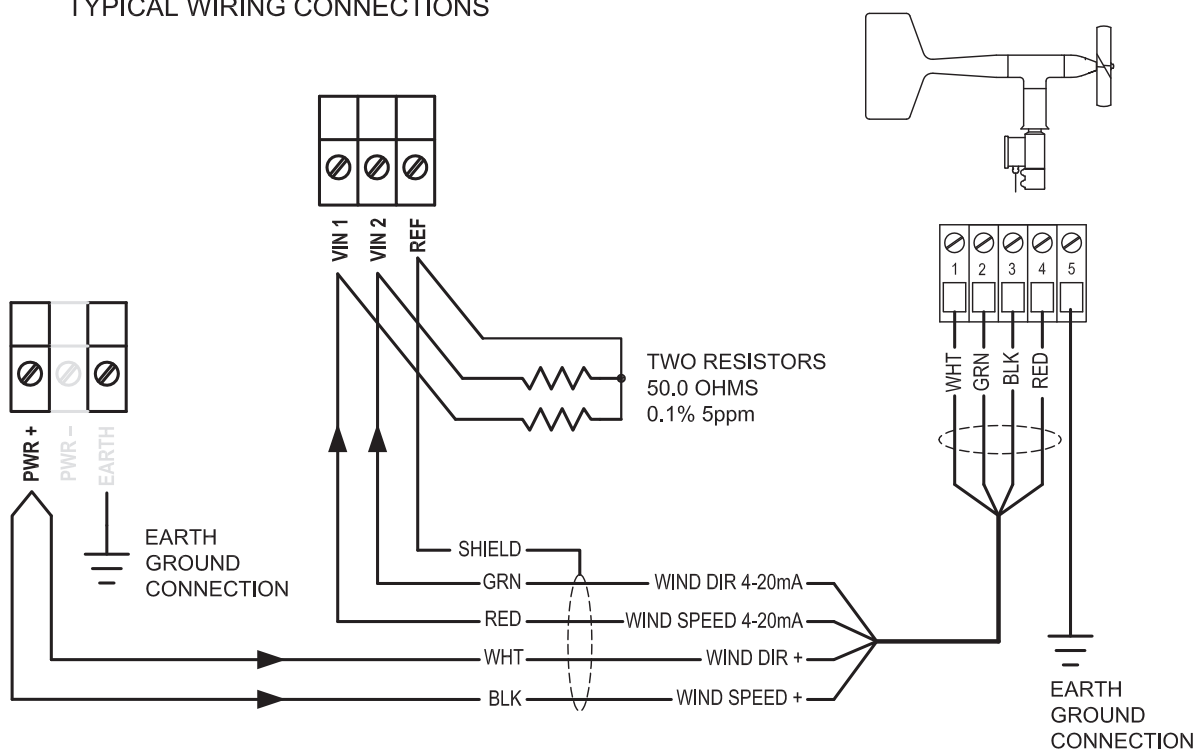 TYPICAL WIRING CONNECTIONS
VIN 1
VIN 2
REF
1
2
3
4
5
WHT
GRN
BLK
RED
TWO RESISTORS
50.0 OHMS
0.1% 5ppm
PWR +
PWR –
EARTH
EARTH
GROUND
CONNECTION
SHIELD
GRN
WIND DIR 4-20mA
RED
WIND SPEED 4-20mA
WHT
WIND DIR +
BLK
WIND SPEED +
EARTH
GROUND
CONNECTION